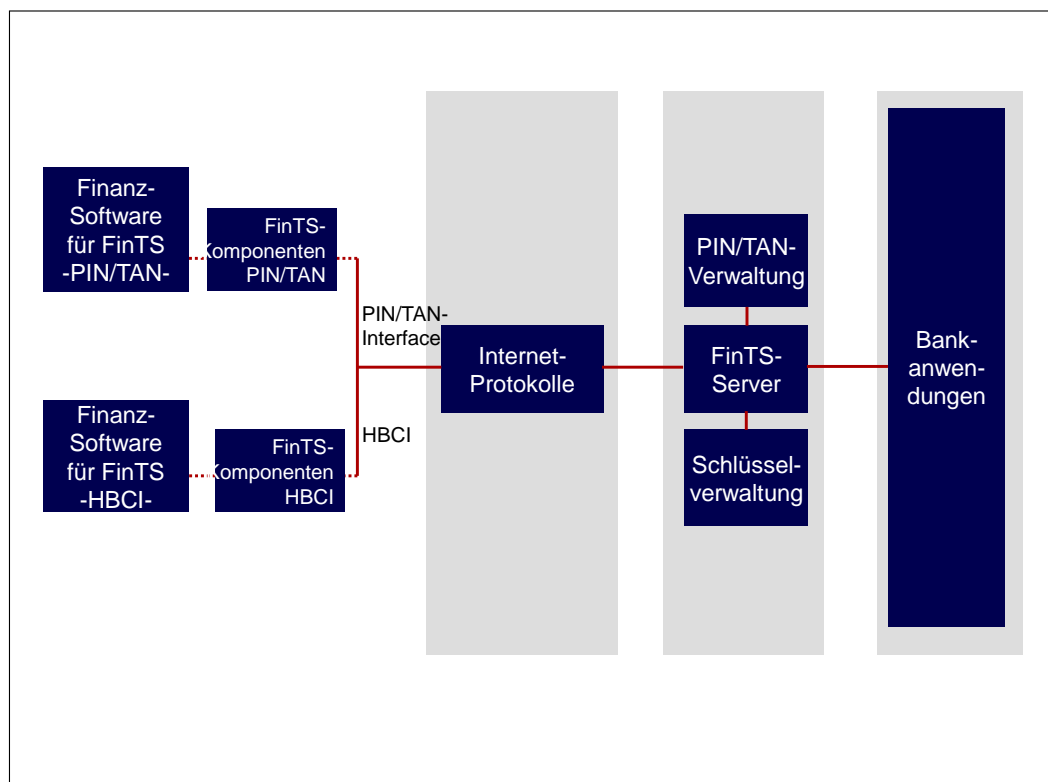 Finanz-
Software
für FinTS
-PIN/TAN-
FinTS-
Komponenten
PIN/TAN
PIN/TAN-
Interface
Finanz-
Software
für FinTS
-HBCI-
FinTS-
Komponenten
HBCI
HBCI
Internet-
Protokolle
PIN/TAN-
Verwaltung
FinTS-
Server
Schlüssel-
verwaltung
Bank-
anwen-
dungen